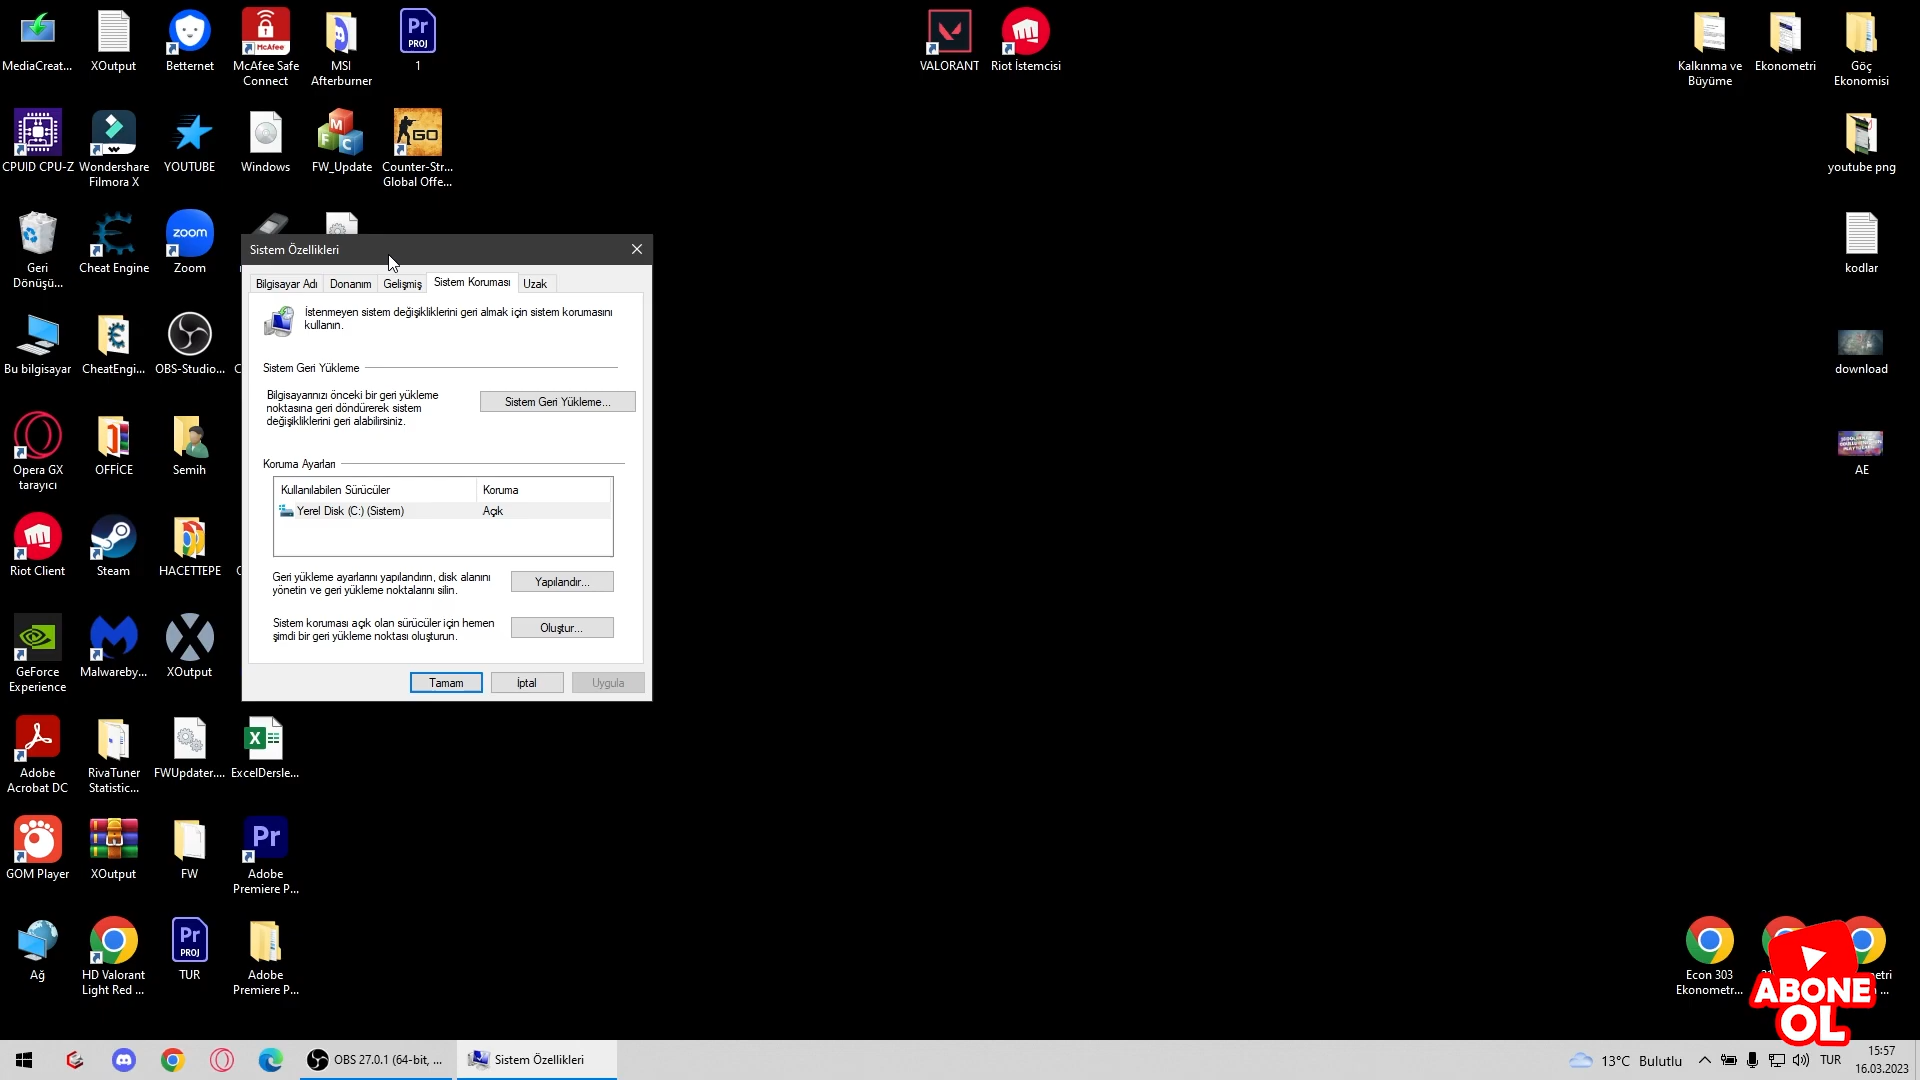 MediaCreat...
XOutput
Betternet
McAfee
McAfee Safe
Connect
MSI
Afterburner
Pr
PROJ
1
VALORANT
Riot İstemcisi
Kalkınma ve
Büyüme
Ekonometri
Göç
Ekonomisi
CPUID CPU-Z
Wondershare
Filmora X
YOUTUBE
Windows
M
F
C
FW_Update
GO
Counter-Str...
Global Offe...
youtube png
Geri
Dönüşü...
Cheat Engine
zoom
Zoom
kodlar
Sistem Özellikleri
Bilgisayar Adı
Donanım
Gelişmiş
Sistem Koruması
Uzak
İstenmeyen sistem değişikliklerini geri almak için sistem korumasını
kullanın.
Sistem Geri Yükleme
Bilgisayarınızı önceki bir geri yükleme
noktasına geri döndürerek sistem
değişikliklerini geri alabilirsiniz.
Sistem Geri Yükleme...
Koruma Ayarları
Kullanılabilen Sürücüler
Koruma
Yerel Disk (C:) (Sistem)
Açık
Geri yükleme ayarlarını yapılandırın, disk alanını
yönetin ve geri yükleme noktalarını silin.
Yapılandır...
Sistem koruması açık olan sürücüler için hemen
şimdi bir geri yükleme noktası oluşturun.
Oluştur...
Tamam
İptal
Uygula
Bu bilgisayar
CheatEngi...
OBS-Studio...
download
Opera GX
tarayıcı
OFFİCE
Semih
AE
Riot Client
Steam
HACETTEPE
GeForce
Experience
Malwareby...
XOutput
Adobe
Acrobat DC
RivaTuner
Statistic...
FWUpdater....
X
ExcelDersle...
GOM Player
XOutput
FW
Pr
Adobe
Premiere P...
Ağ
HD Valorant
Light Red ...
Pr
PROJ
TUR
Adobe
Premiere P...
Econ 303
Ekonometr...
etri
...
ABONE
OL
OBS 27.0.1 (64-bit, ...
Sistem Özellikleri
13°C Bulutlu
TUR
15:57
16.03.2023